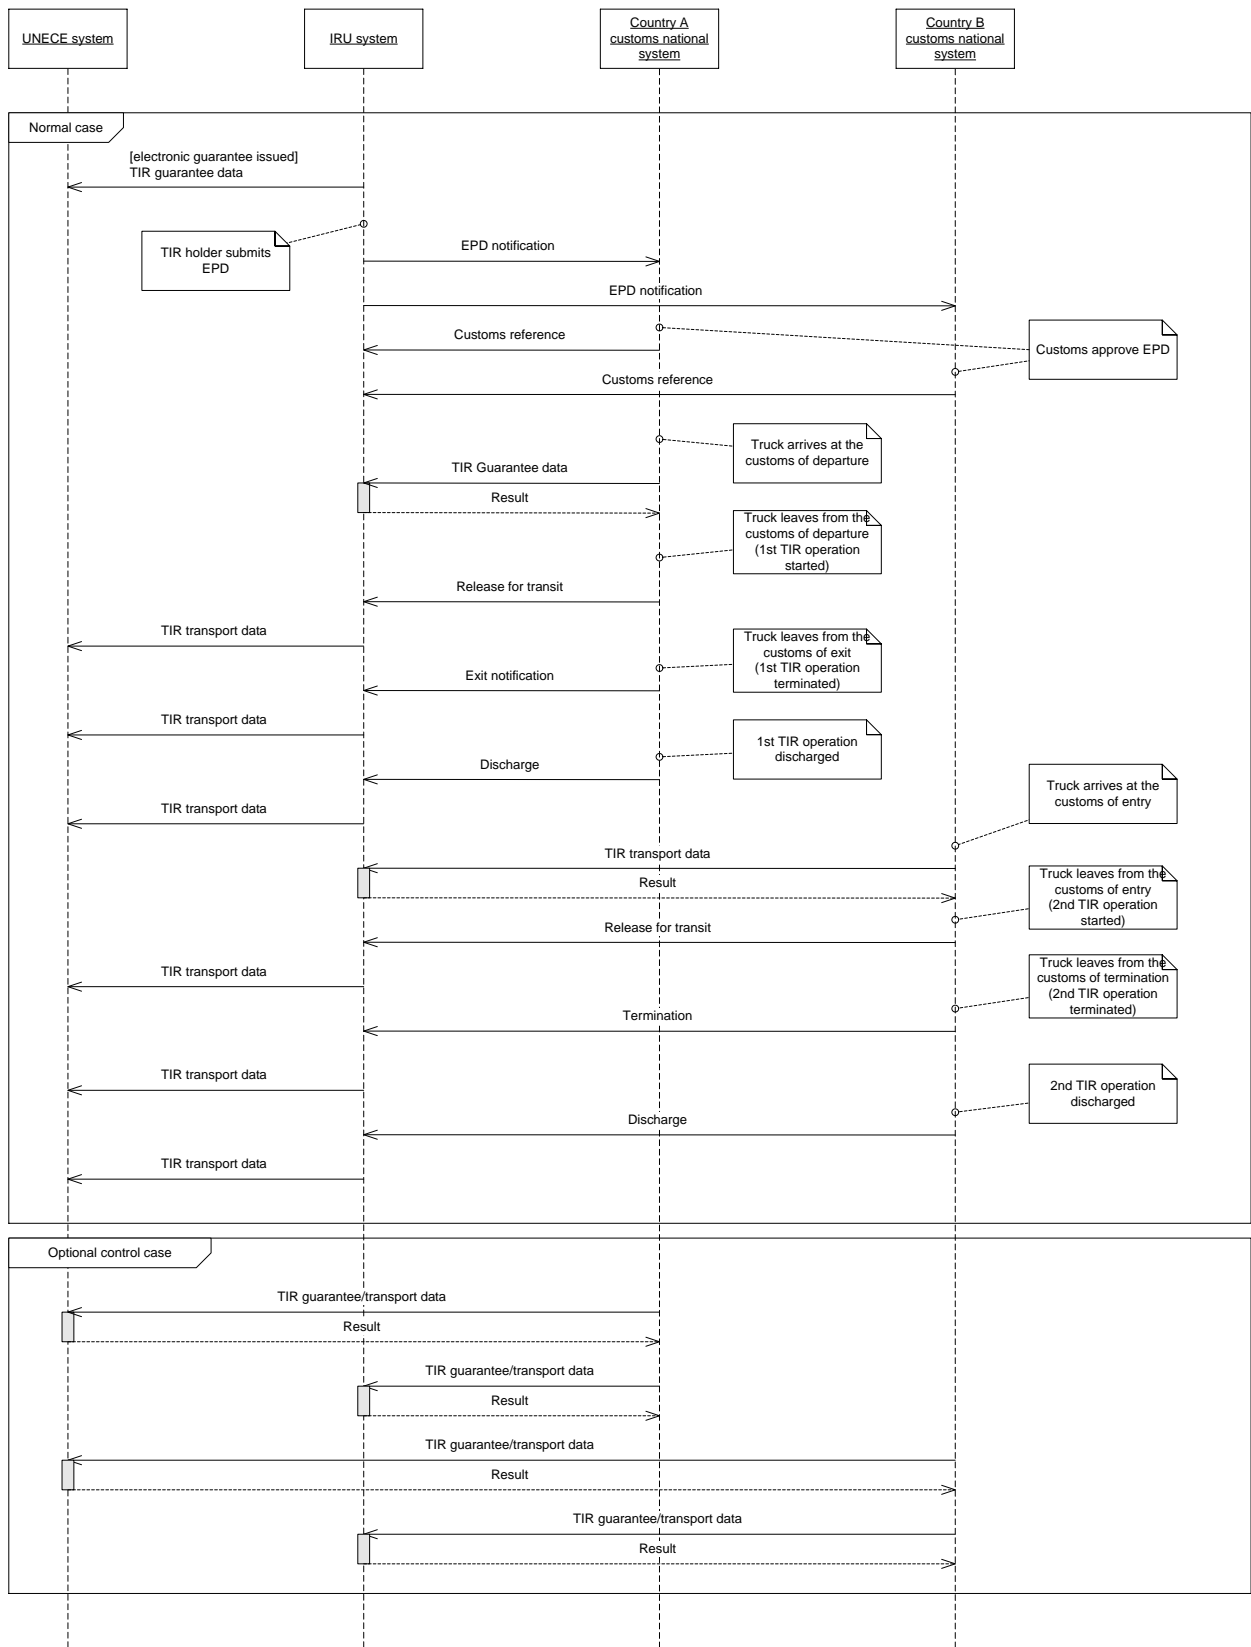 UNECE system
IRU system
Country A
customs national
system
Country B
customs national
system
Normal case
[electronic guarantee issued]
TIR guarantee data
TIR holder submits
EPD
EPD notification
EPD notification
Customs reference
Customs approve EPD
Customs reference
Truck arrives at the
customs of departure
TIR Guarantee data
Result
Truck leaves from the
customs of departure
(1st TIR operation
started)
Release for transit
TIR transport data
Truck leaves from the
customs of exit
(1st TIR operation
terminated)
Exit notification
TIR transport data
1st TIR operation
discharged
Discharge
Truck arrives at the
customs of entry
TIR transport data
TIR transport data
Result
Truck leaves from the
customs of entry
(2nd TIR operation
started)
Release for transit
TIR transport data
Truck leaves from the
customs of termination
(2nd TIR operation
terminated)
Termination
TIR transport data
2nd TIR operation
discharged
Discharge
TIR transport data
Optional control case
TIR guarantee/transport data
Result
TIR guarantee/transport data
Result
TIR guarantee/transport data
Result
TIR guarantee/transport data
Result